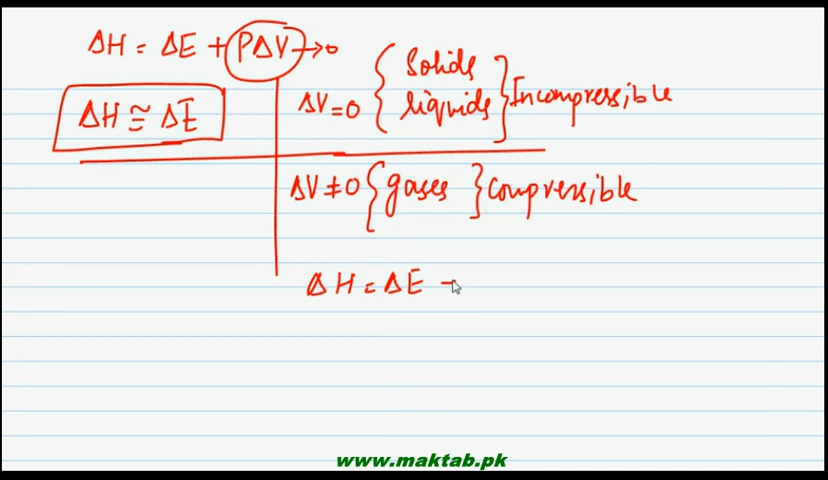 ΔH = ΔE + PΔV → 0
ΔH ≅ ΔE
ΔV = 0 { Solids liquids } Incompressible
ΔV ≠ 0 { gases } compressible
ΔH = ΔE -
www.maktab.pk